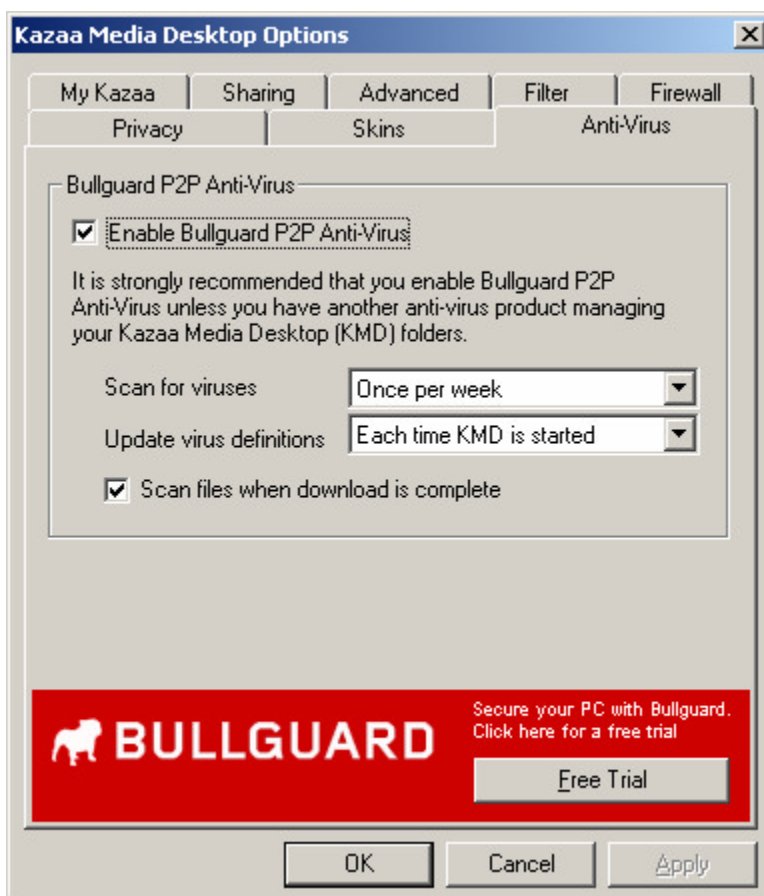 Kazaa Media Desktop Options
My Kazaa Sharing Advanced Filter Firewall
Privacy Skins Anti-Virus
Bullguard P2P Anti-Virus
Enable Bullguard P2P Anti-Virus
It is strongly recommended that you enable Bullguard P2P
Anti-Virus unless you have another anti-virus product managing
your Kazaa Media Desktop (KMD) folders.
Scan for viruses Once per week
Update virus definitions Each time KMD is started
Scan files when download is complete
BULLGUARD
Secure your PC with Bullguard.
Click here for a free trial
Free Trial
OK Cancel Apply